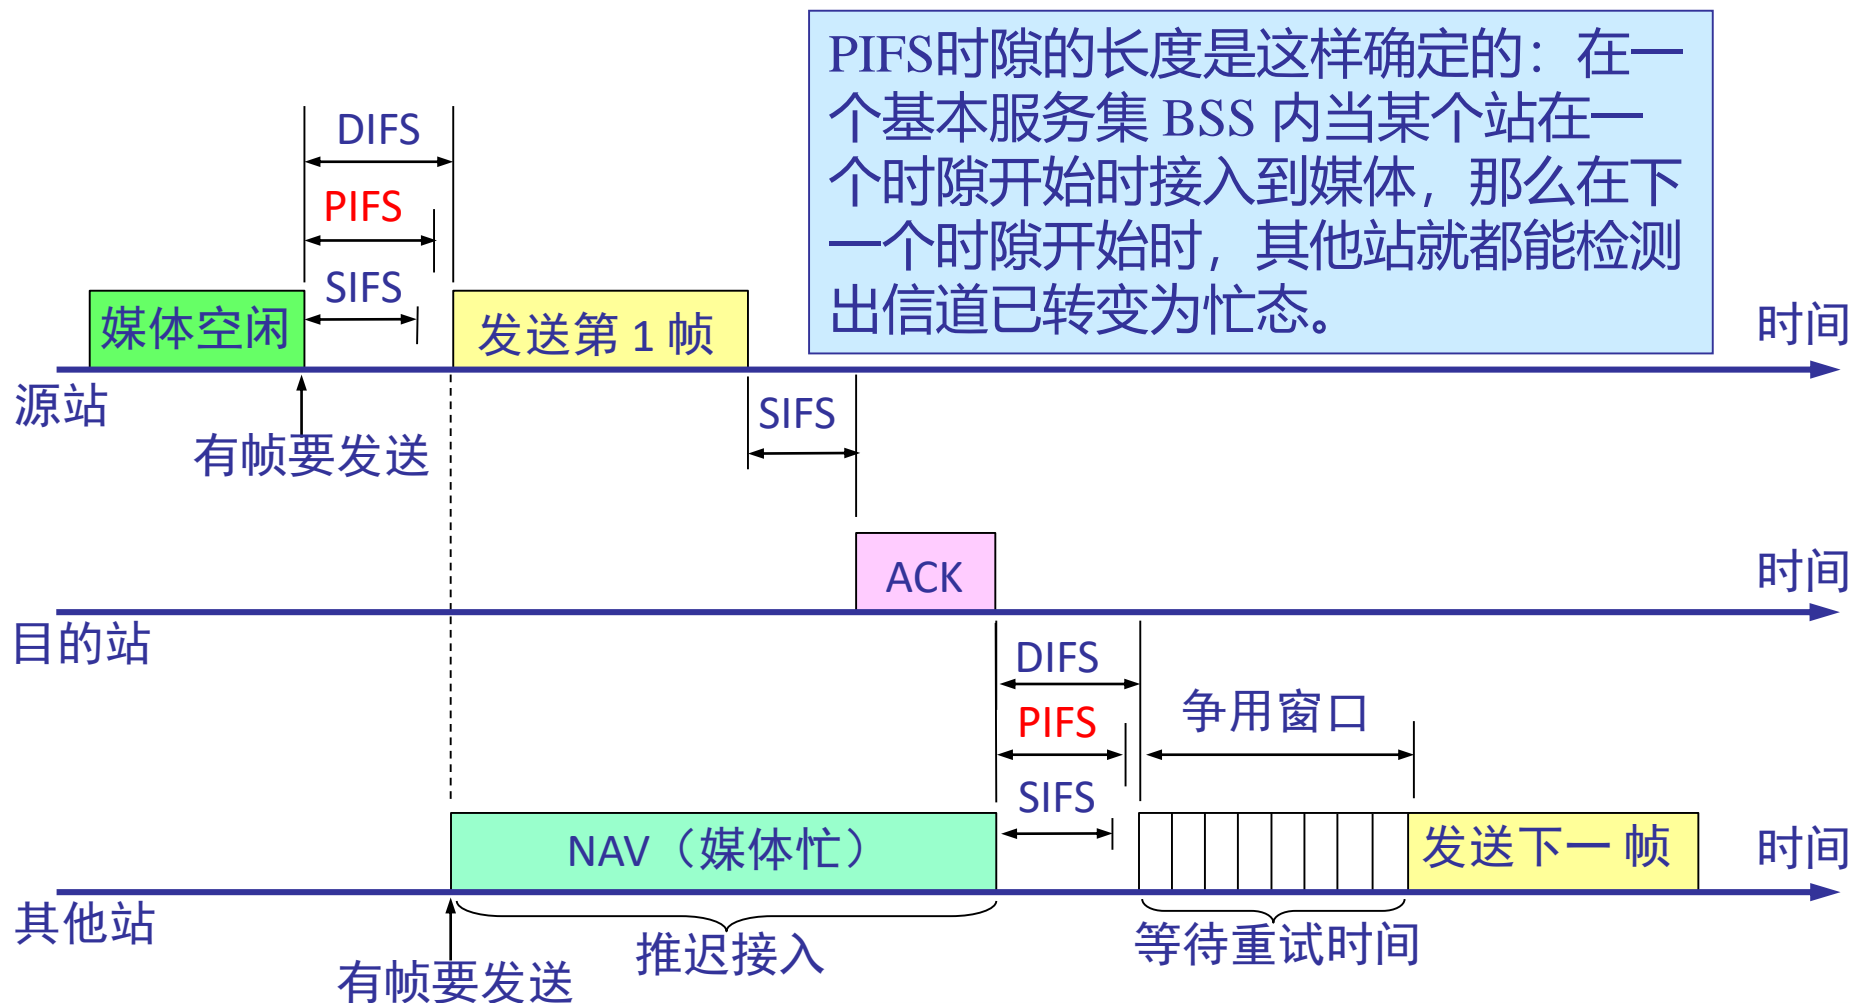 PIFS时隙的长度是这样确定的：在一
个基本服务集 BSS 内当某个站在一
个时隙开始时接入到媒体，那么在下
一个时隙开始时，其他站就都能检测
出信道已转变为忙态。
DIFS
PIFS
SIFS
媒体空闲
发送第 1 帧
时间
源站
有帧要发送
SIFS
ACK
时间
目的站
DIFS
PIFS
争用窗口
SIFS
NAV（媒体忙）
发送下一 帧
时间
其他站
推迟接入
等待重试时间
有帧要发送